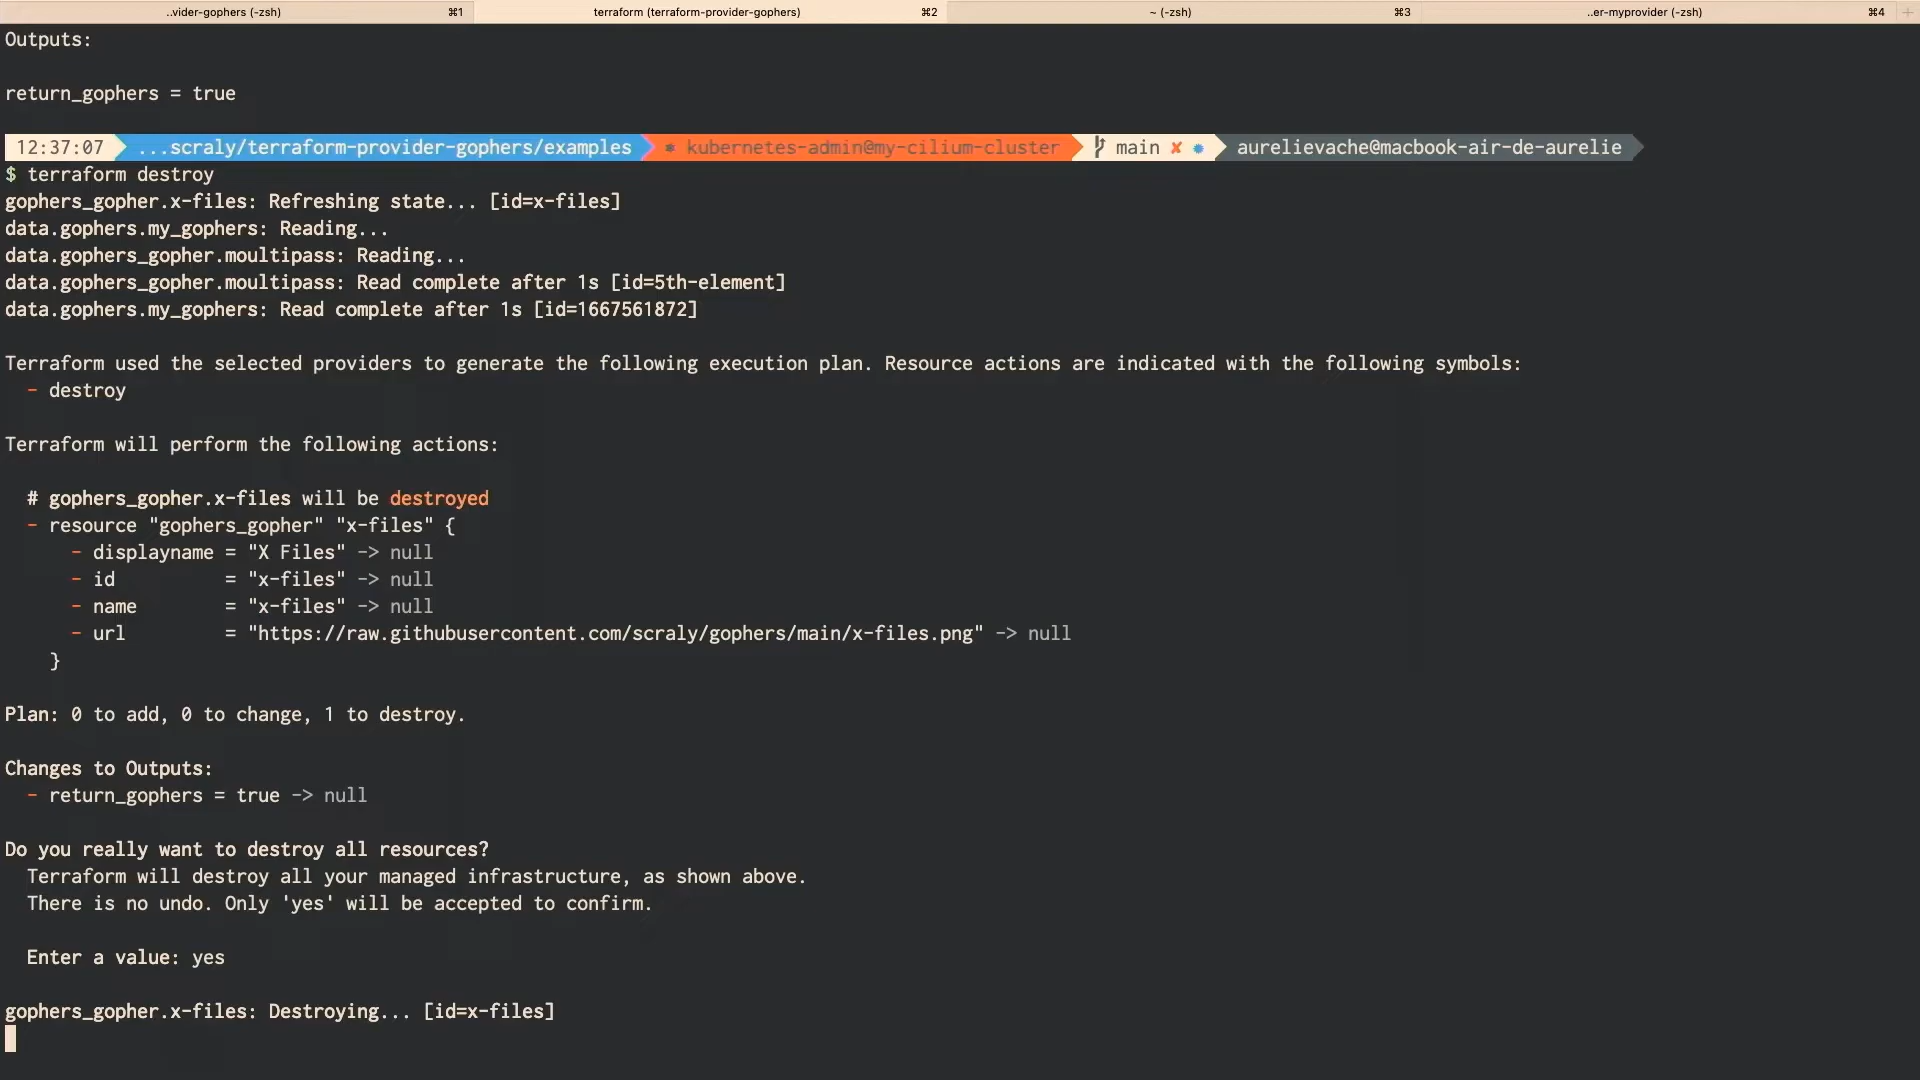 ..vider-gophers (-zsh) ⌘1 terraform (terraform-provider-gophers) ⌘2 ~ (-zsh) ⌘3 ..er-myprovider (-zsh) ⌘4 +
Outputs:
return_gophers = true
12:37:07 ...scraly/terraform-provider-gophers/examples ⎈ kubernetes-admin@my-cilium-cluster main ✘ ● aurelievache@macbook-air-de-aurelie
$ terraform destroy
gophers_gopher.x-files: Refreshing state... [id=x-files]
data.gophers.my_gophers: Reading...
data.gophers_gopher.moultipass: Reading...
data.gophers_gopher.moultipass: Read complete after 1s [id=5th-element]
data.gophers.my_gophers: Read complete after 1s [id=1667561872]
Terraform used the selected providers to generate the following execution plan. Resource actions are indicated with the following symbols:
- destroy
Terraform will perform the following actions:
# gophers_gopher.x-files will be destroyed
- resource "gophers_gopher" "x-files" {
- displayname = "X Files" -> null
- id = "x-files" -> null
- name = "x-files" -> null
- url = "https://raw.githubusercontent.com/scraly/gophers/main/x-files.png" -> null
}
Plan: 0 to add, 0 to change, 1 to destroy.
Changes to Outputs:
- return_gophers = true -> null
Do you really want to destroy all resources?
Terraform will destroy all your managed infrastructure, as shown above.
There is no undo. Only 'yes' will be accepted to confirm.
Enter a value: yes
gophers_gopher.x-files: Destroying... [id=x-files]